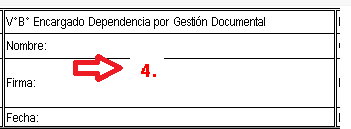 V°B° Encargado Dependencia por Gestión Documental
Nombre:
4.
Firma:
Fecha: